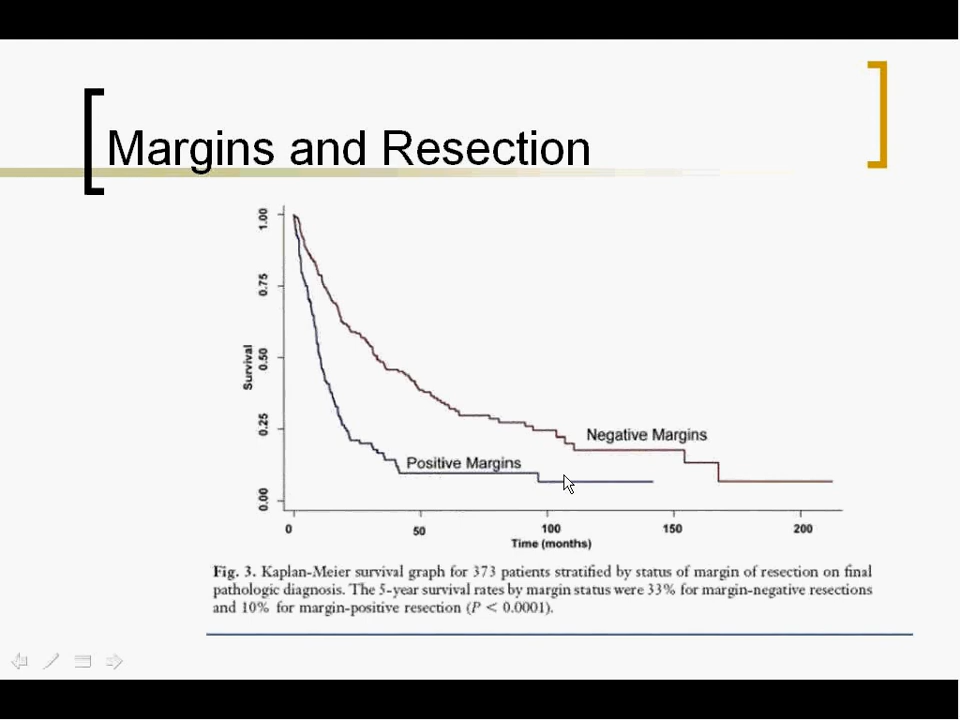 Margins and Resection
1.00
0.75
0.50
0.25
0.00
Survival
Negative Margins
Positive Margins
0 50 100 150 200
Time (months)
Fig. 3. Kaplan-Meier survival graph for 373 patients stratified by status of margin of resection on final
pathologic diagnosis. The 5-year survival rates by margin status were 33% for margin-negative resections
and 10% for margin-positive resection (P < 0.0001).